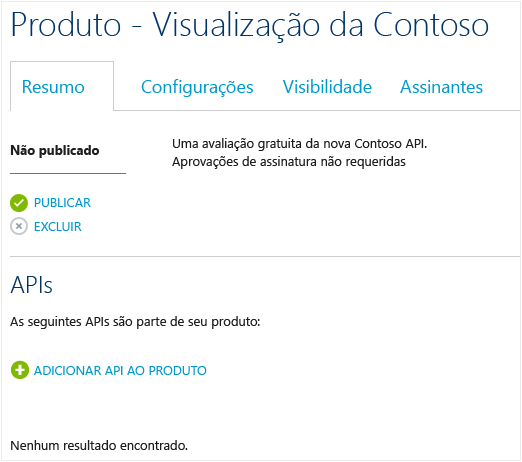 Produto - Visualização da Contoso
Resumo
Configurações
Visibilidade
Assinantes
Não publicado
Uma avaliação gratuita da nova Contoso API.
Aprovações de assinatura não requeridas
PUBLICAR
EXCLUIR
APIs
As seguintes APIs são parte de seu produto:
ADICIONAR API AO PRODUTO
Nenhum resultado encontrado.